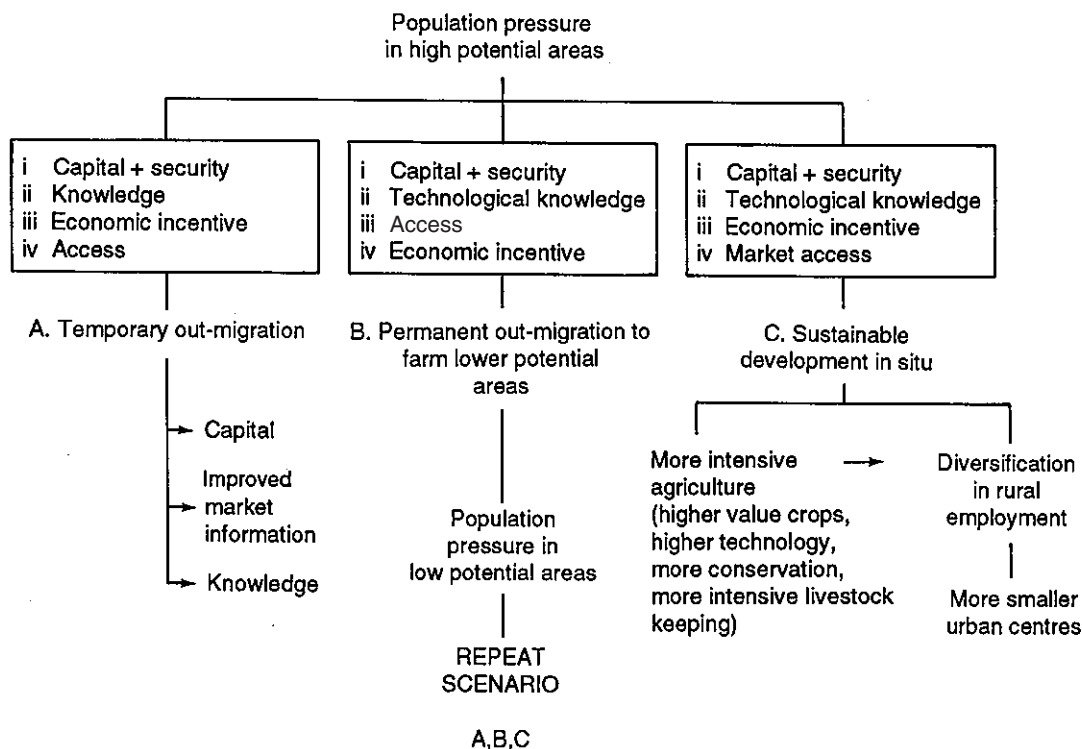 Population pressure
in high potential areas
i Capital + security
ii Knowledge
iii Economic incentive
iv Access
i Capital + security
ii Technological knowledge
iii Access
iv Economic incentive
i Capital + security
ii Technological knowledge
iii Economic incentive
iv Market access
A. Temporary out-migration
Capital
Improved
market
information
Knowledge
B. Permanent out-migration to
farm lower potential
areas
Population
pressure in
low potential areas
REPEAT
SCENARIO
A,B,C
C. Sustainable
development in situ
More intensive
agriculture
(higher value crops,
higher technology,
more conservation,
more intensive livestock
keeping)
Diversification
in rural
employment
More smaller
urban centres